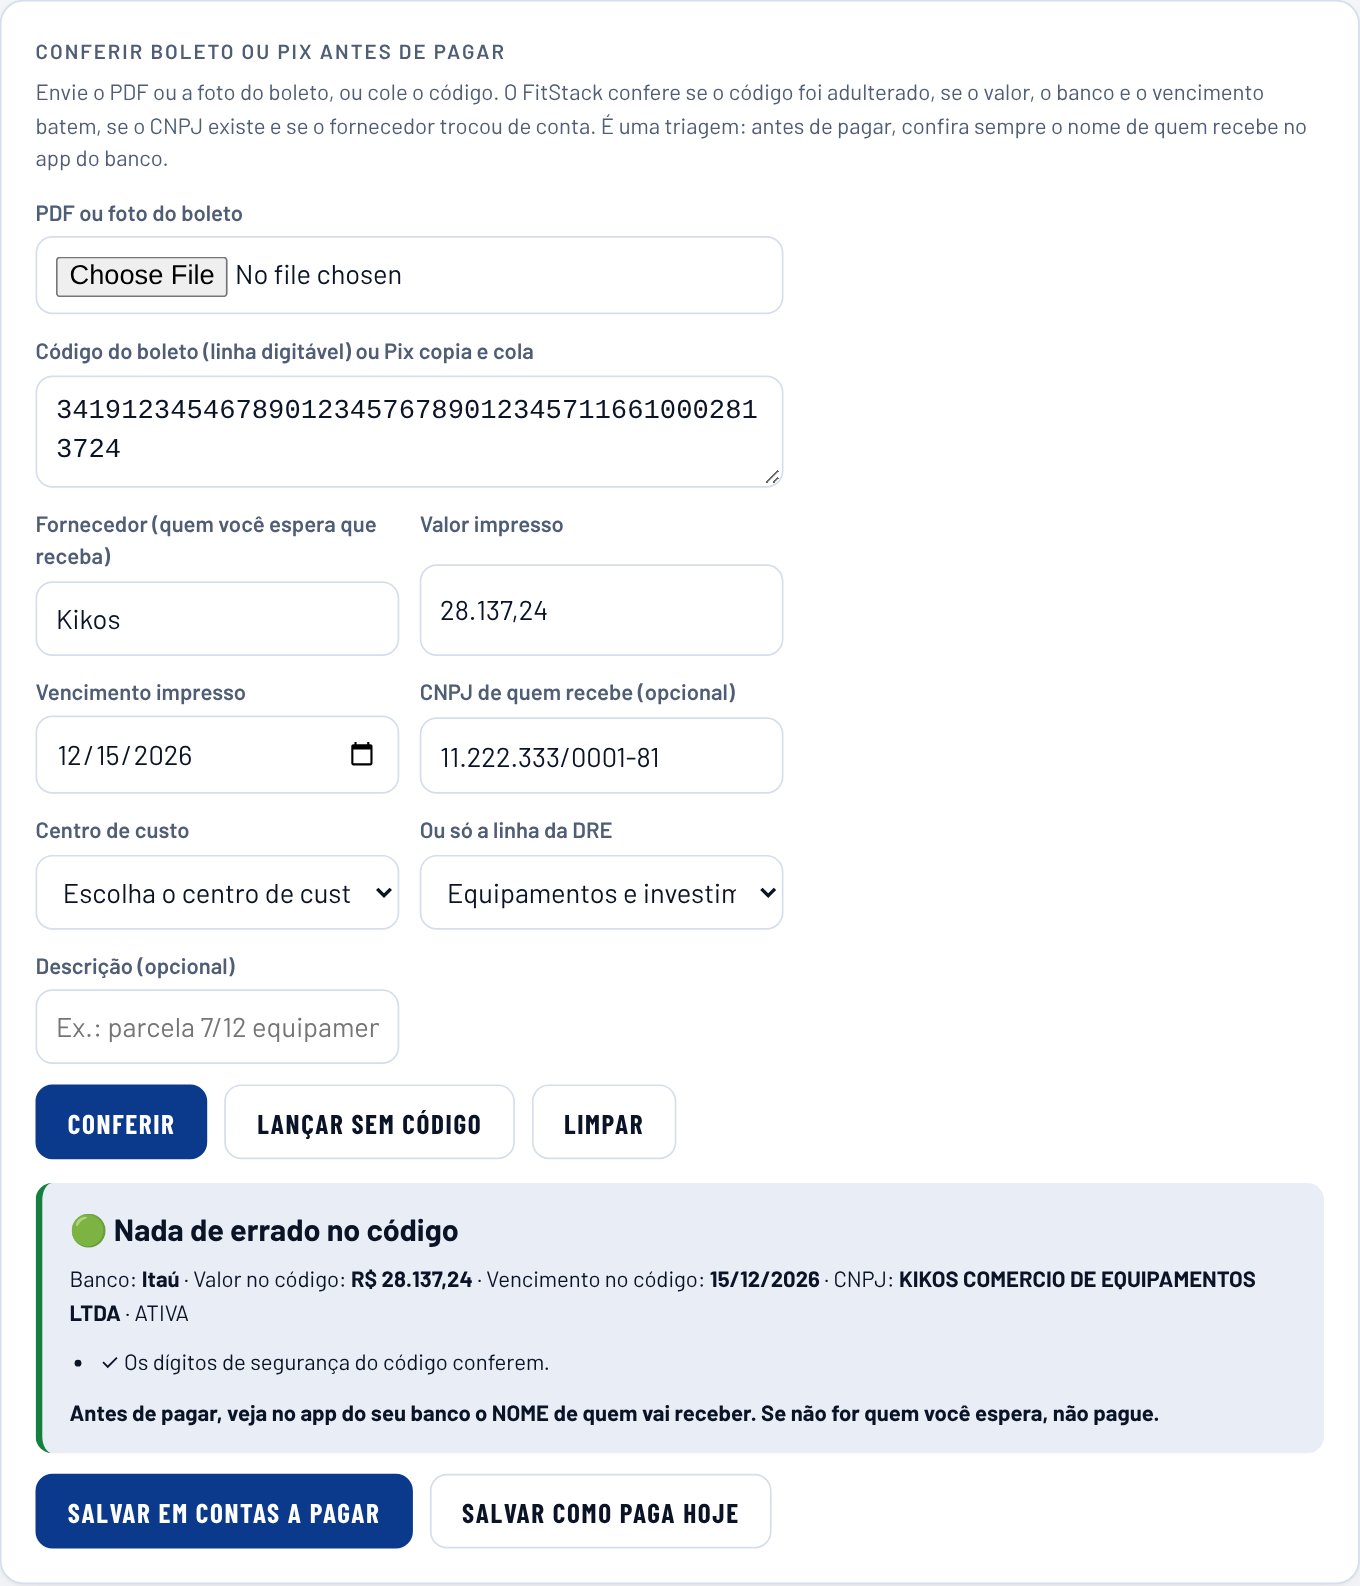 CONFERIR BOLETO OU PIX ANTES DE PAGAR
Envie o PDF ou a foto do boleto, ou cole o código. O FitStack confere se o código foi adulterado, se o valor, o banco e o vencimento
batem, se o CNPJ existe e se o fornecedor trocou de conta. É uma triagem: antes de pagar, confira sempre o nome de quem recebe no
app do banco.
PDF ou foto do boleto
Choose File No file chosen
Código do boleto (linha digitável) ou Pix copia e cola
3419123454678901234576789012345711661000281
3724
Fornecedor (quem você espera que
receba)
Valor impresso
Kikos
28.137,24
Vencimento impresso
CNPJ de quem recebe (opcional)
12/15/2026
11.222.333/0001-81
Centro de custo
Ou só a linha da DRE
Escolha o centro de cust
Equipamentos e investim
Descrição (opcional)
Ex.: parcela 7/12 equipamer
CONFERIR
LANÇAR SEM CÓDIGO
LIMPAR
🟢 Nada de errado no código
Banco: Itaú · Valor no código: R$ 28.137,24 · Vencimento no código: 15/12/2026 · CNPJ: KIKOS COMERCIO DE EQUIPAMENTOS
LTDA · ATIVA
• ✓ Os dígitos de segurança do código conferem.
Antes de pagar, veja no app do seu banco o NOME de quem vai receber. Se não for quem você espera, não pague.
SALVAR EM CONTAS A PAGAR
SALVAR COMO PAGA HOJE